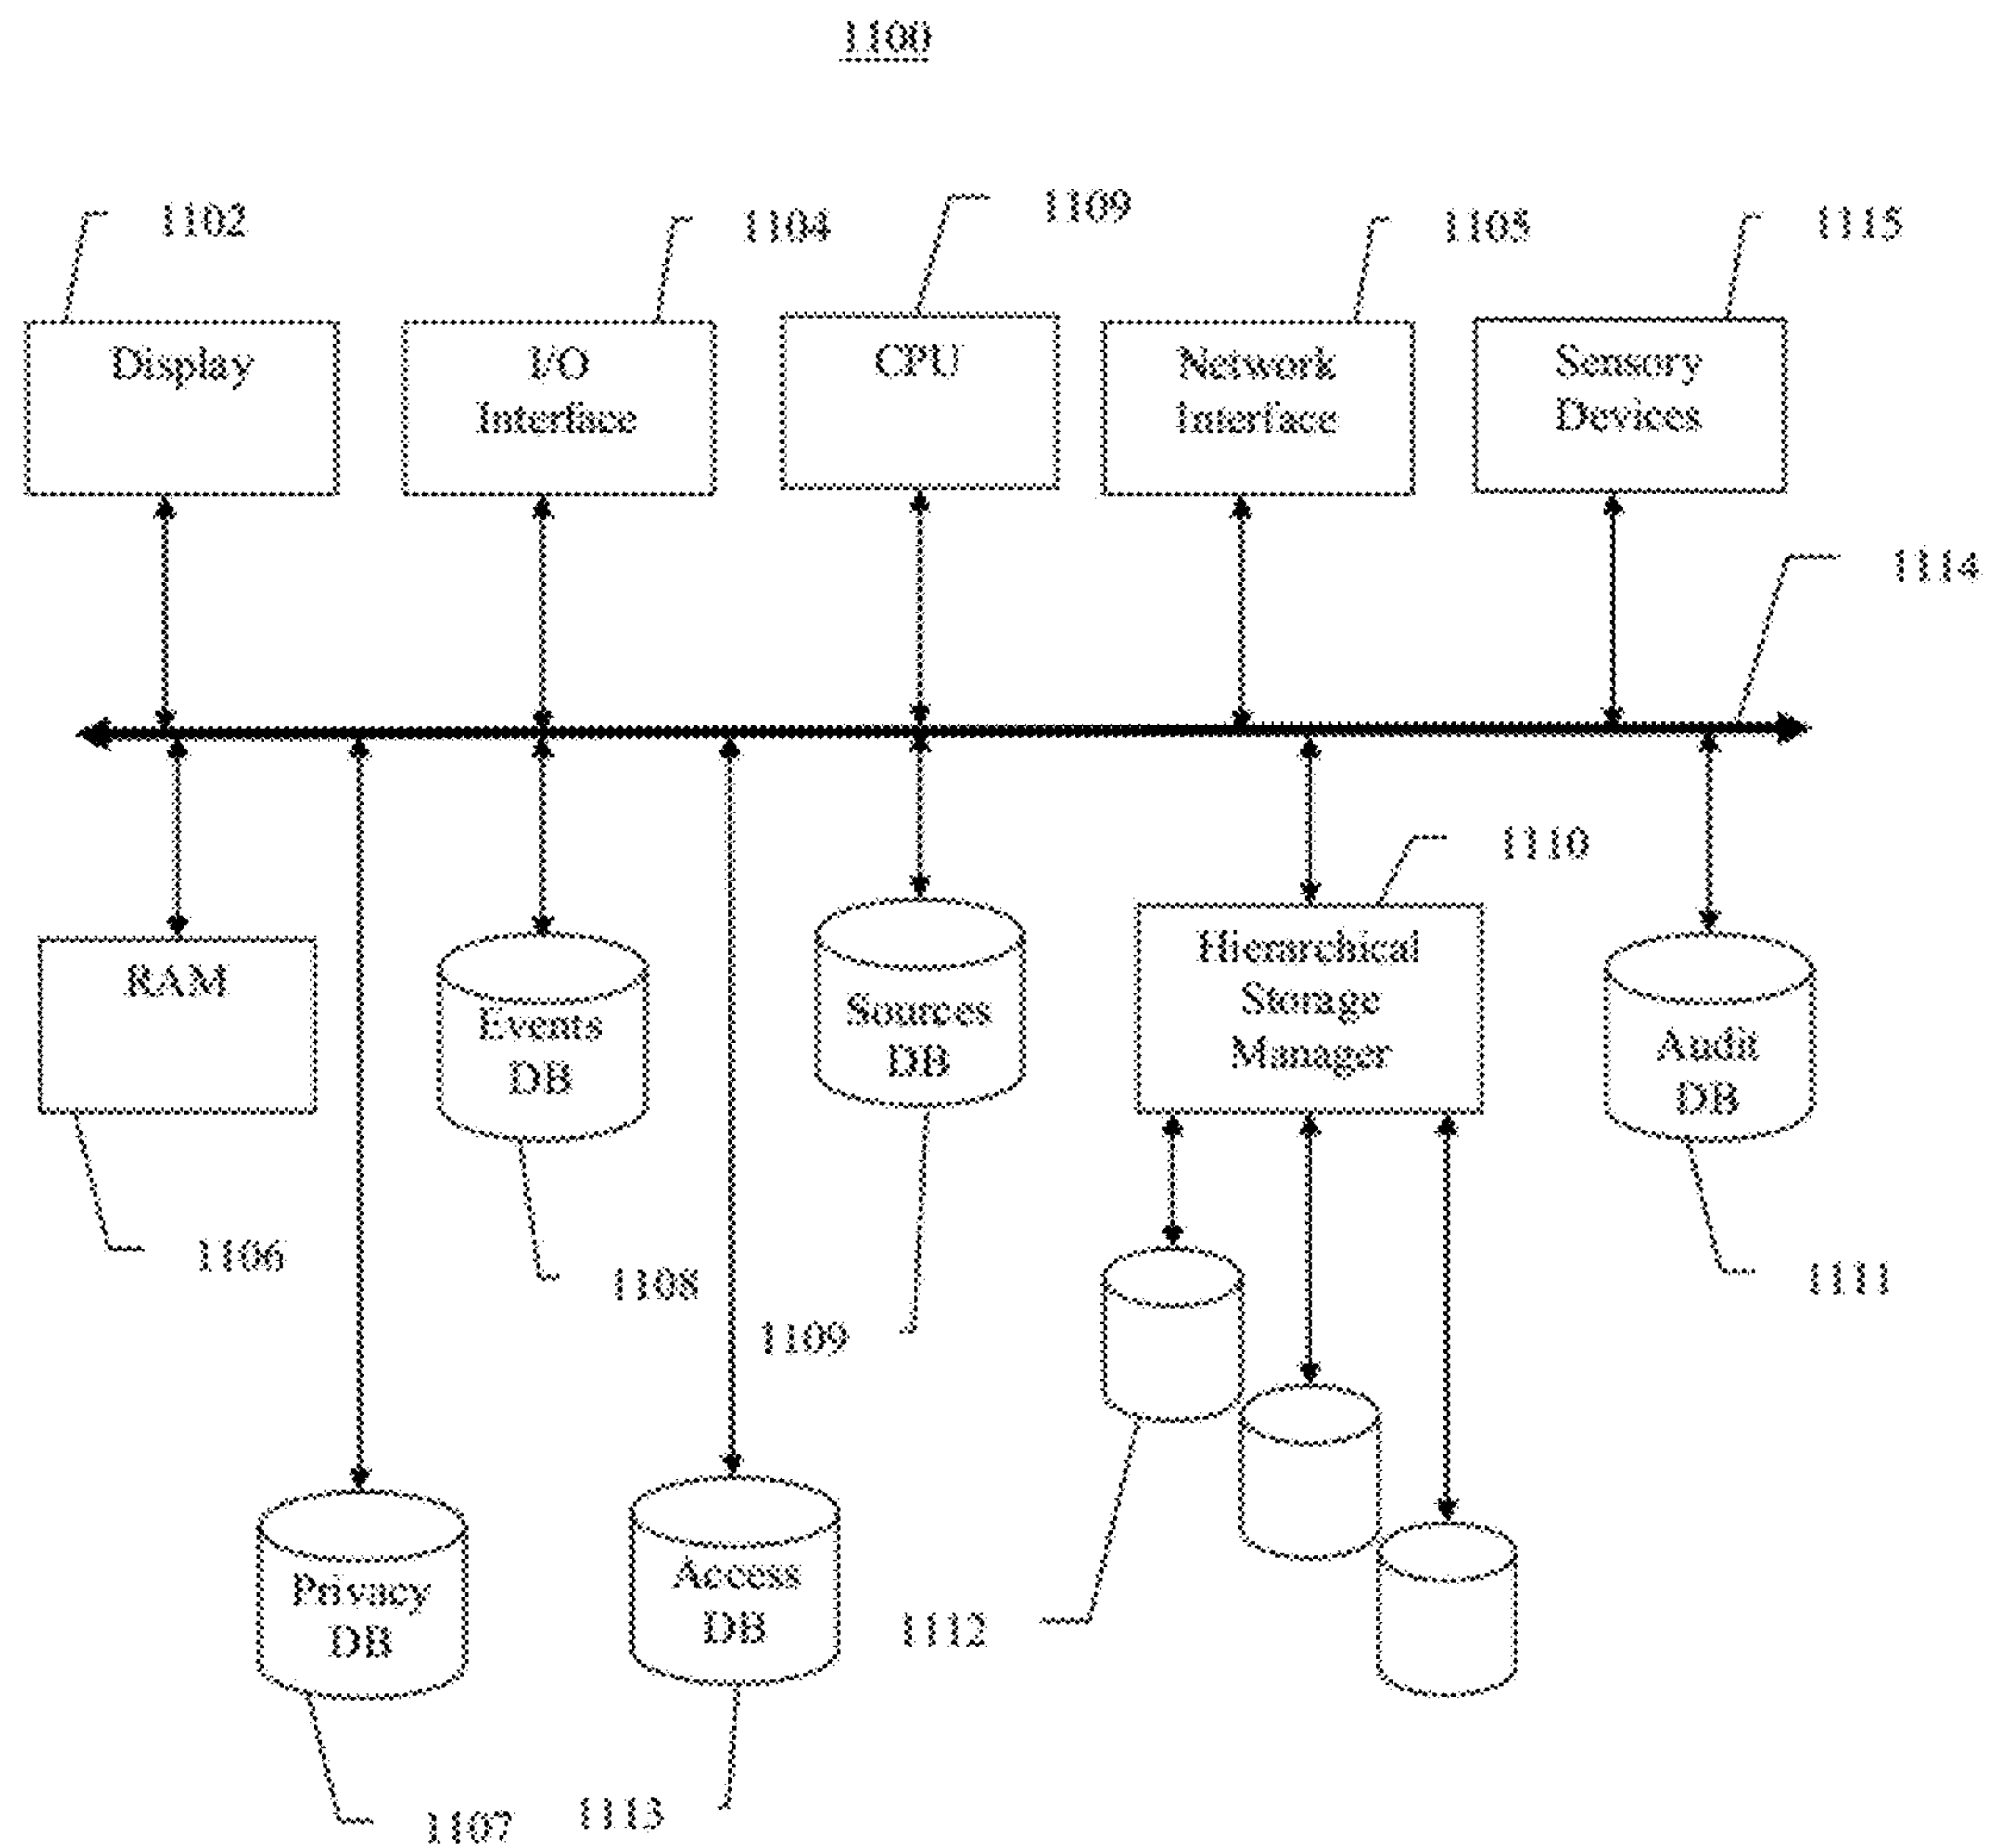 1100
1102
1104
1109
1105
1115
Display
I/O
Interface
CPU
Network
Interface
Sensory
Devices
1114
1110
RAM
Events
DB
Sources
DB
Hierarchical
Storage
Manager
Audit
DB
1106
1108
1109
1111
Privacy
DB
Access
DB
1112
1107
1113